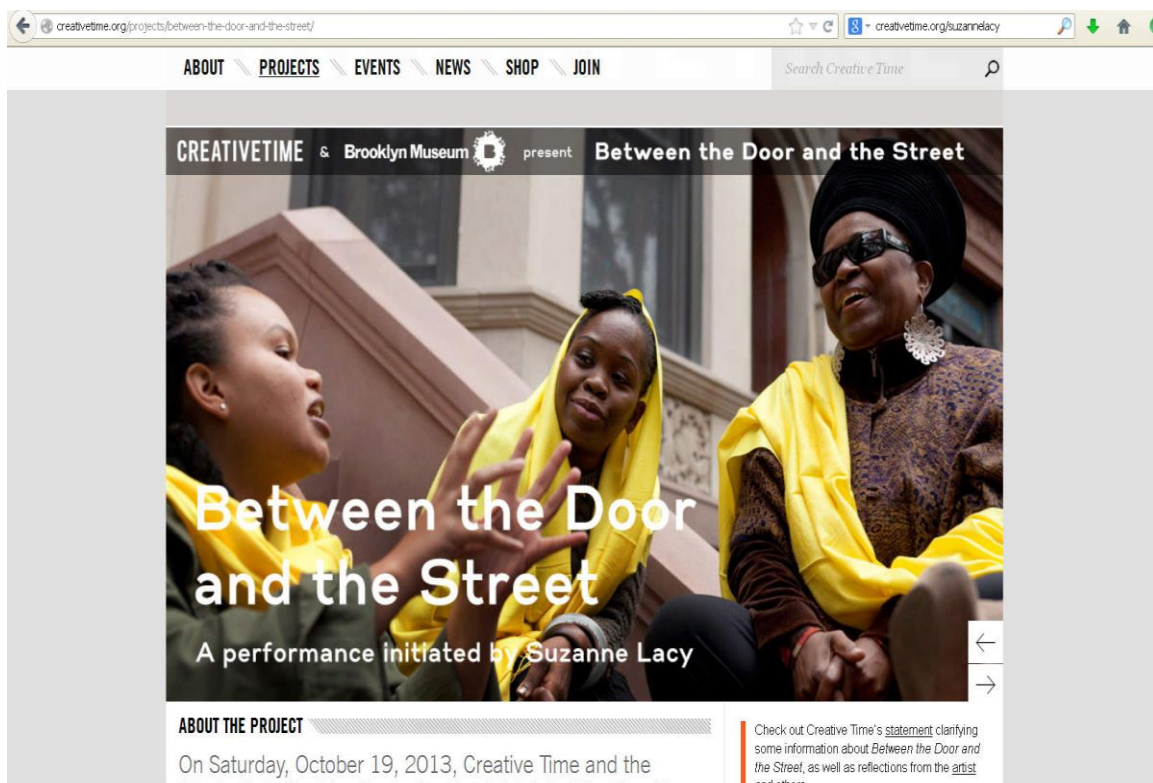 creativetime.org/projects/between-the-door-and-the-street/
creativetime.org/suzannelacy
ABOUT PROJECTS EVENTS NEWS SHOP JOIN
Search Creative Time
CREATIVETIME & Brooklyn Museum B present Between the Door and the Street
Between the Door
and the Street
A performance initiated by Suzanne Lacy
ABOUT THE PROJECT
On Saturday, October 19, 2013, Creative Time and the
Check out Creative Time's statement clarifying
some information about Between the Door and
the Street, as well as reflections from the artist
and others